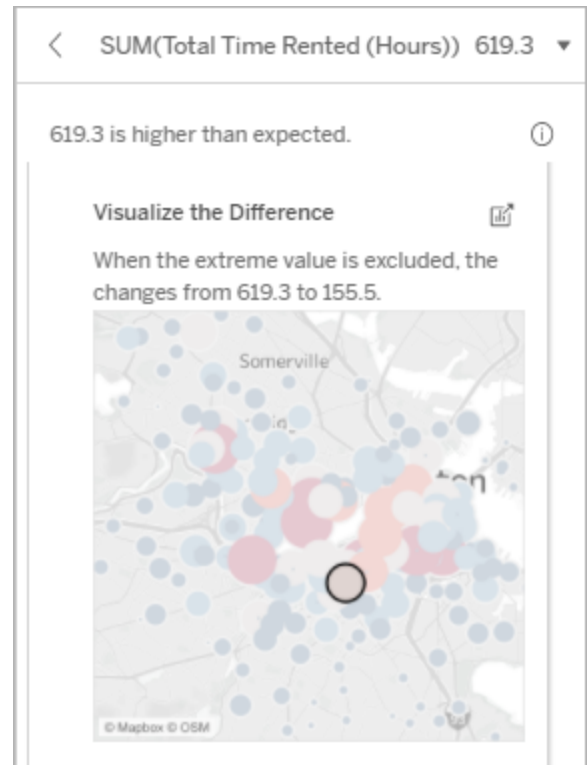 SUM(Total Time Rented (Hours)) 619.3
619.3 is higher than expected.
Visualize the Difference
When the extreme value is excluded, the
changes from 619.3 to 155.5.
Somerville
© Mapbox © OSM